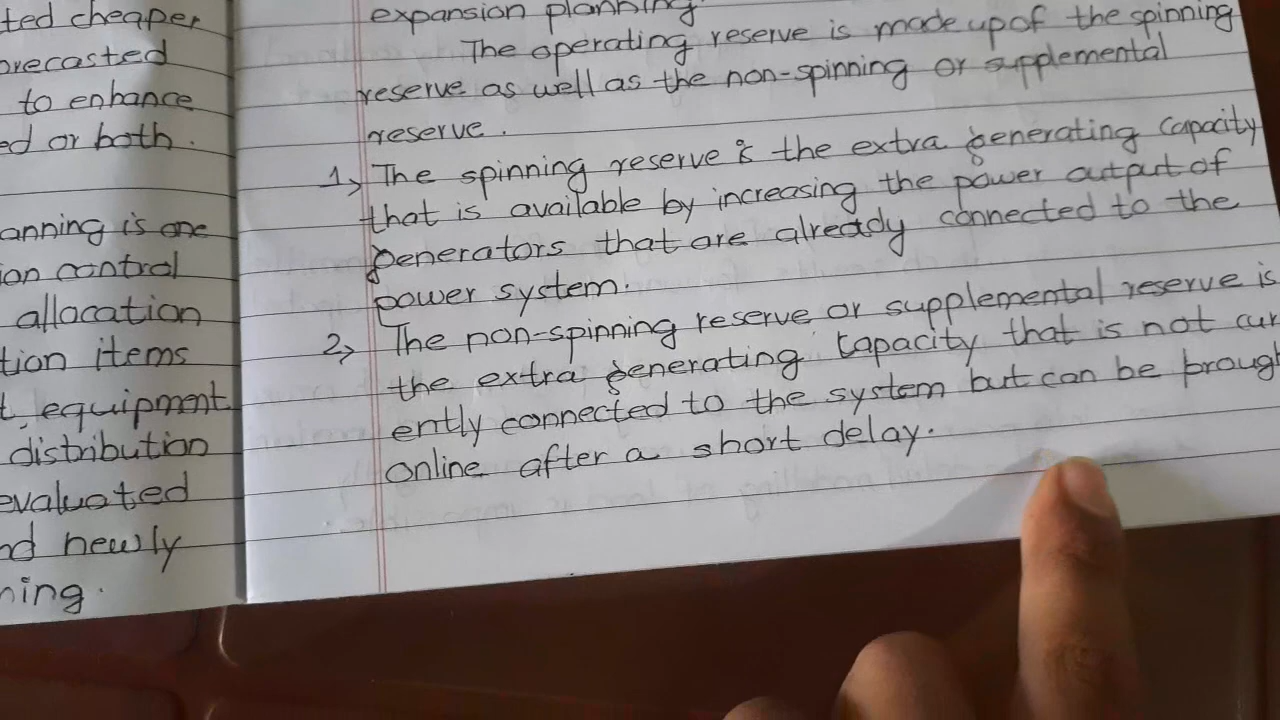 ted cheaper
orecasted
to enhance
ed or both.
anning is one
ion control
allocation
tion items
t, equipment
distribution
evaluated
nd newly
ning.
expansion planning
The operating reserve is made up of the spinning
reserve as well as the non-spinning or supplemental
reserve.
1) The spinning reserve is the extra generating capacity
that is available by increasing the power output of
generators that are already connected to the
power system.
2) The non-spinning reserve or supplemental reserve is
the extra generating capacity that is not curr
ently connected to the system but can be brough
online after a short delay.